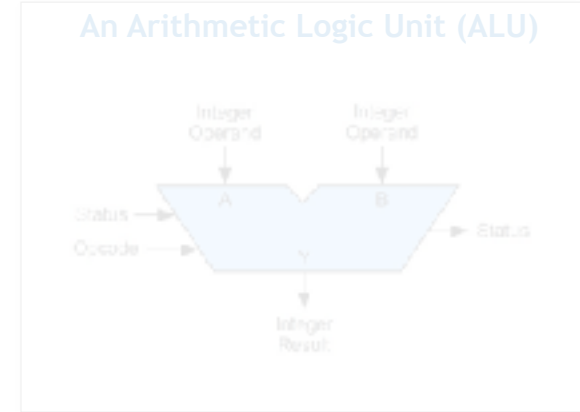 An Arithmetic Logic Unit (ALU)
Integer Operand
Integer Operand
A
B
Status
Opcode
Status
Y
Integer
Result